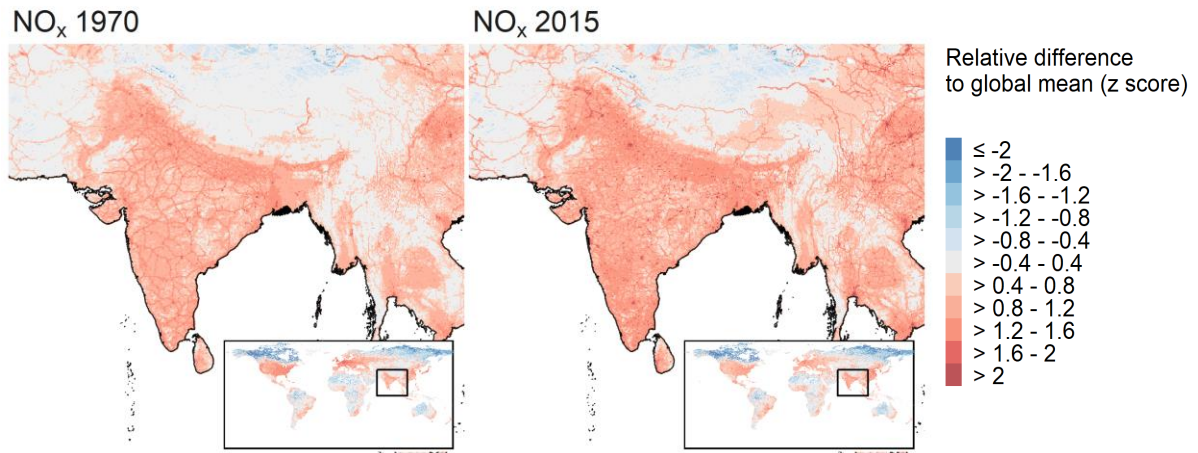 NOₓ 1970
NOₓ 2015
Relative difference
to global mean (z score)
≤ -2
> -2 - -1.6
> -1.6 - -1.2
> -1.2 - -0.8
> -0.8 - -0.4
> -0.4 - 0.4
> 0.4 - 0.8
> 0.8 - 1.2
> 1.2 - 1.6
> 1.6 - 2
> 2